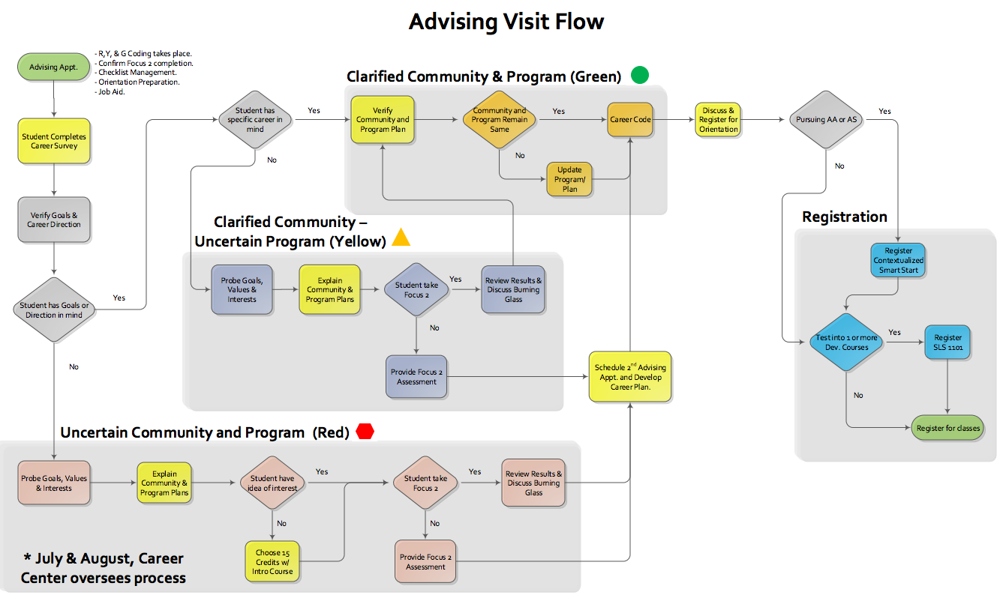 Advising Visit Flow
Advising Appt.
- R,Y, & G Coding takes place.
- Confirm Focus 2 completion.
- Checklist Management.
- Orientation Preparation.
- Job Aid.
Student Completes
Career Survey
Verify Goals &
Career Direction
Student has Goals or
Direction in mind
Yes
No
Student has
specific career in
mind
Yes
No
Clarified Community & Program (Green)
Verify
Community and
Program Plan
Community and
Program Remain
Same
Yes
No
Update
Program/
Plan
Career Code
Discuss &
Register for
Orientation
Pursuing AA or AS
Yes
No
Clarified Community –
Uncertain Program (Yellow)
Probe Goals,
Values &
Interests
Explain
Community &
Program Plans
Student take
Focus 2
Yes
No
Review Results &
Discuss Burning
Glass
Provide Focus 2
Assessment
Schedule 2nd Advising
Appt. and Develop
Career Plan.
Registration
Register
Contextualized
Smart Start
Test into 1 or more
Dev. Courses
Yes
No
Register
SLS 1101
Register for classes
Uncertain Community and Program (Red)
Probe Goals, Values
& Interests
Explain
Community &
Program Plans
Student have
idea of interest
Yes
No
Choose 15
Credits w/
Intro Course
Student take
Focus 2
Yes
No
Review Results &
Discuss Burning
Glass
Provide Focus 2
Assessment
* July & August, Career
Center oversees process